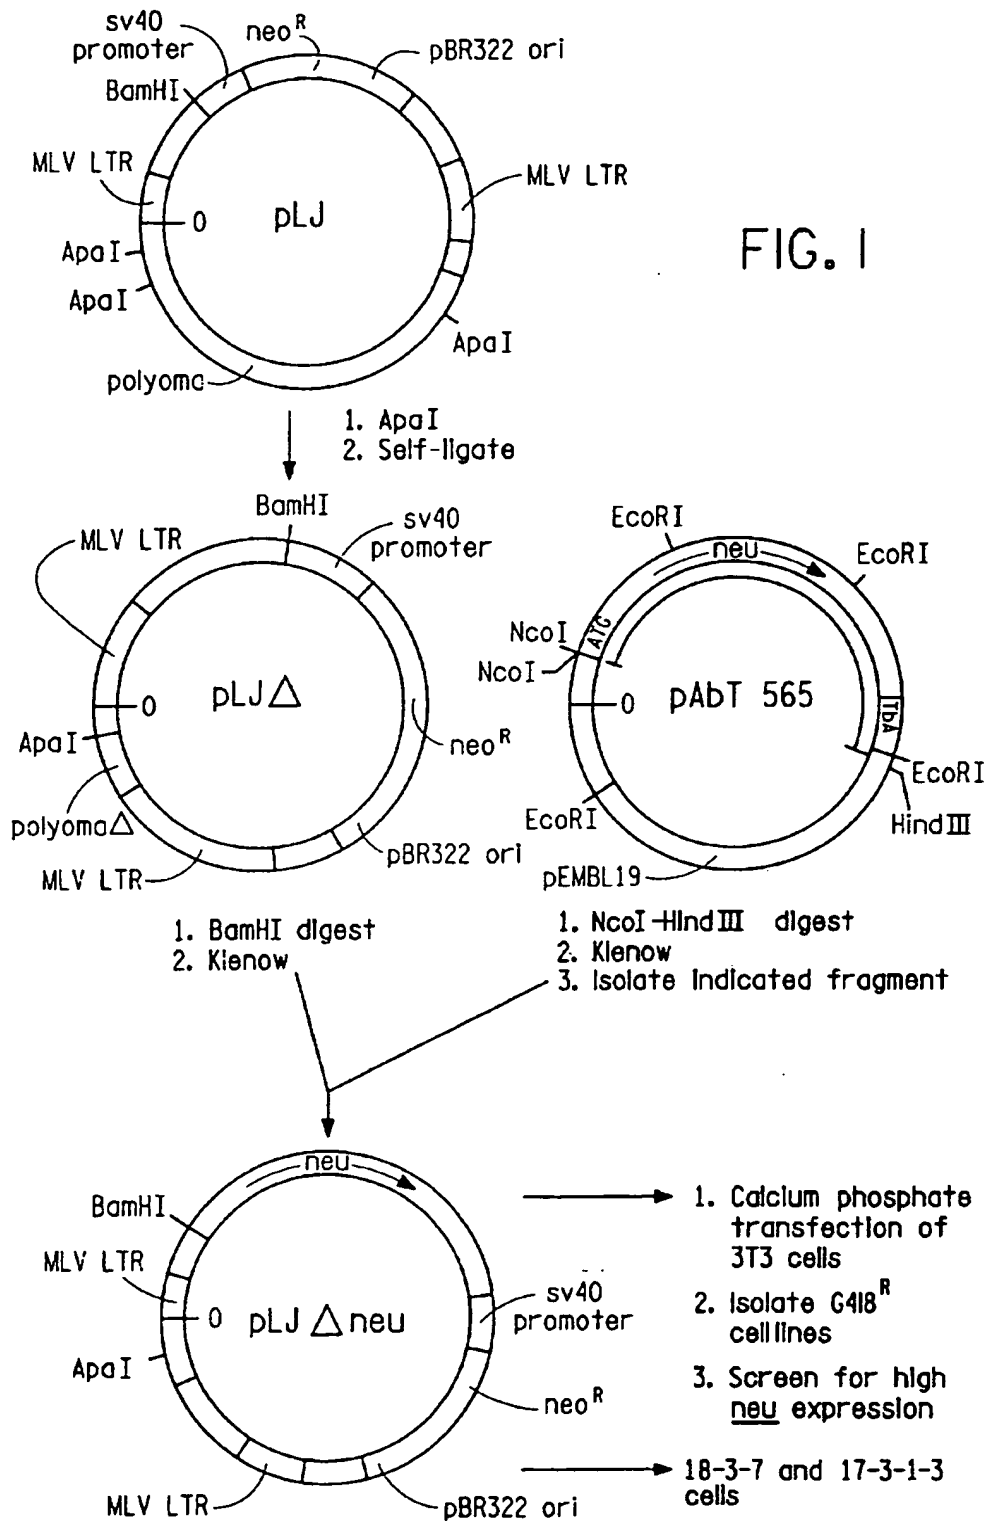 sv40
promoter
neo R
pBR322 ori
BamHI
MLV LTR
MLV LTR
0
pLJ
FIG. 1
ApaI
ApaI
ApaI
polyoma
1. ApaI
2. Self-ligate
BamHI
sv40
promoter
MLV LTR
0
pLJ Δ
ApaI
neo R
polyoma Δ
pBR322 ori
MLV LTR
EcoRI
neu
EcoRI
ATG
NcoI
NcoI
0
pAbT 565
TbA
EcoRI
HindIII
EcoRI
pEMBL19
1. BamHI digest
2. Klenow
1. NcoI-HindIII digest
2. Klenow
3. Isolate indicated fragment
neu
BamHI
MLV LTR
0
pLJ Δ neu
sv40
promoter
ApaI
neo R
MLV LTR
pBR322 ori
1. Calcium phosphate
transfection of
3T3 cells
2. Isolate G418 R
cell lines
3. Screen for high
neu expression
18-3-7 and 17-3-1-3
cells